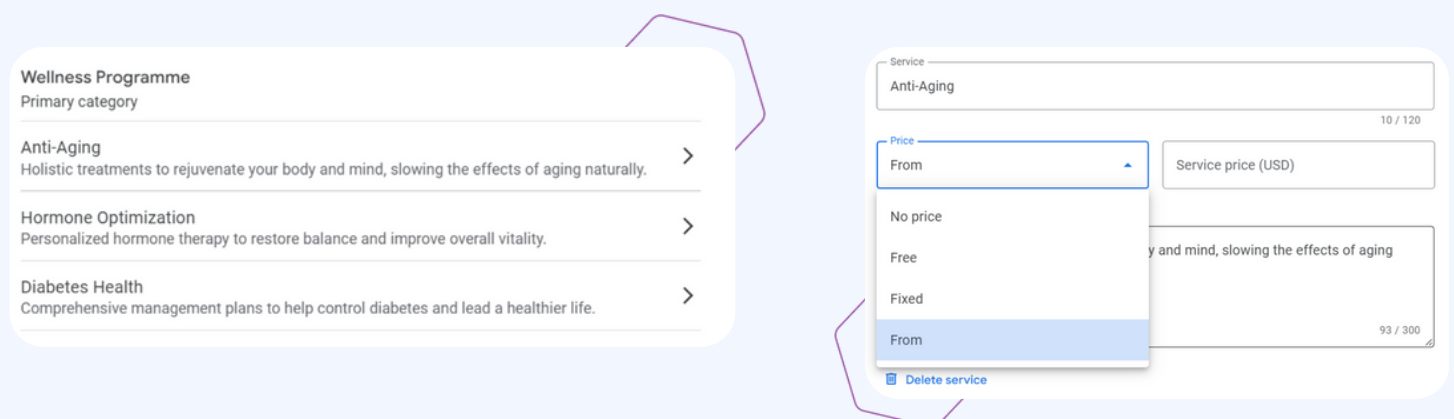 Wellness Programme
Primary category
Anti-Aging
Holistic treatments to rejuvenate your body and mind, slowing the effects of aging naturally.
Hormone Optimization
Personalized hormone therapy to restore balance and improve overall vitality.
Diabetes Health
Comprehensive management plans to help control diabetes and lead a healthier life.
Service
Anti-Aging
10 / 120
Price
From
Service price (USD)
No price
Free
Fixed
From
and mind, slowing the effects of aging
93 / 300
Delete service